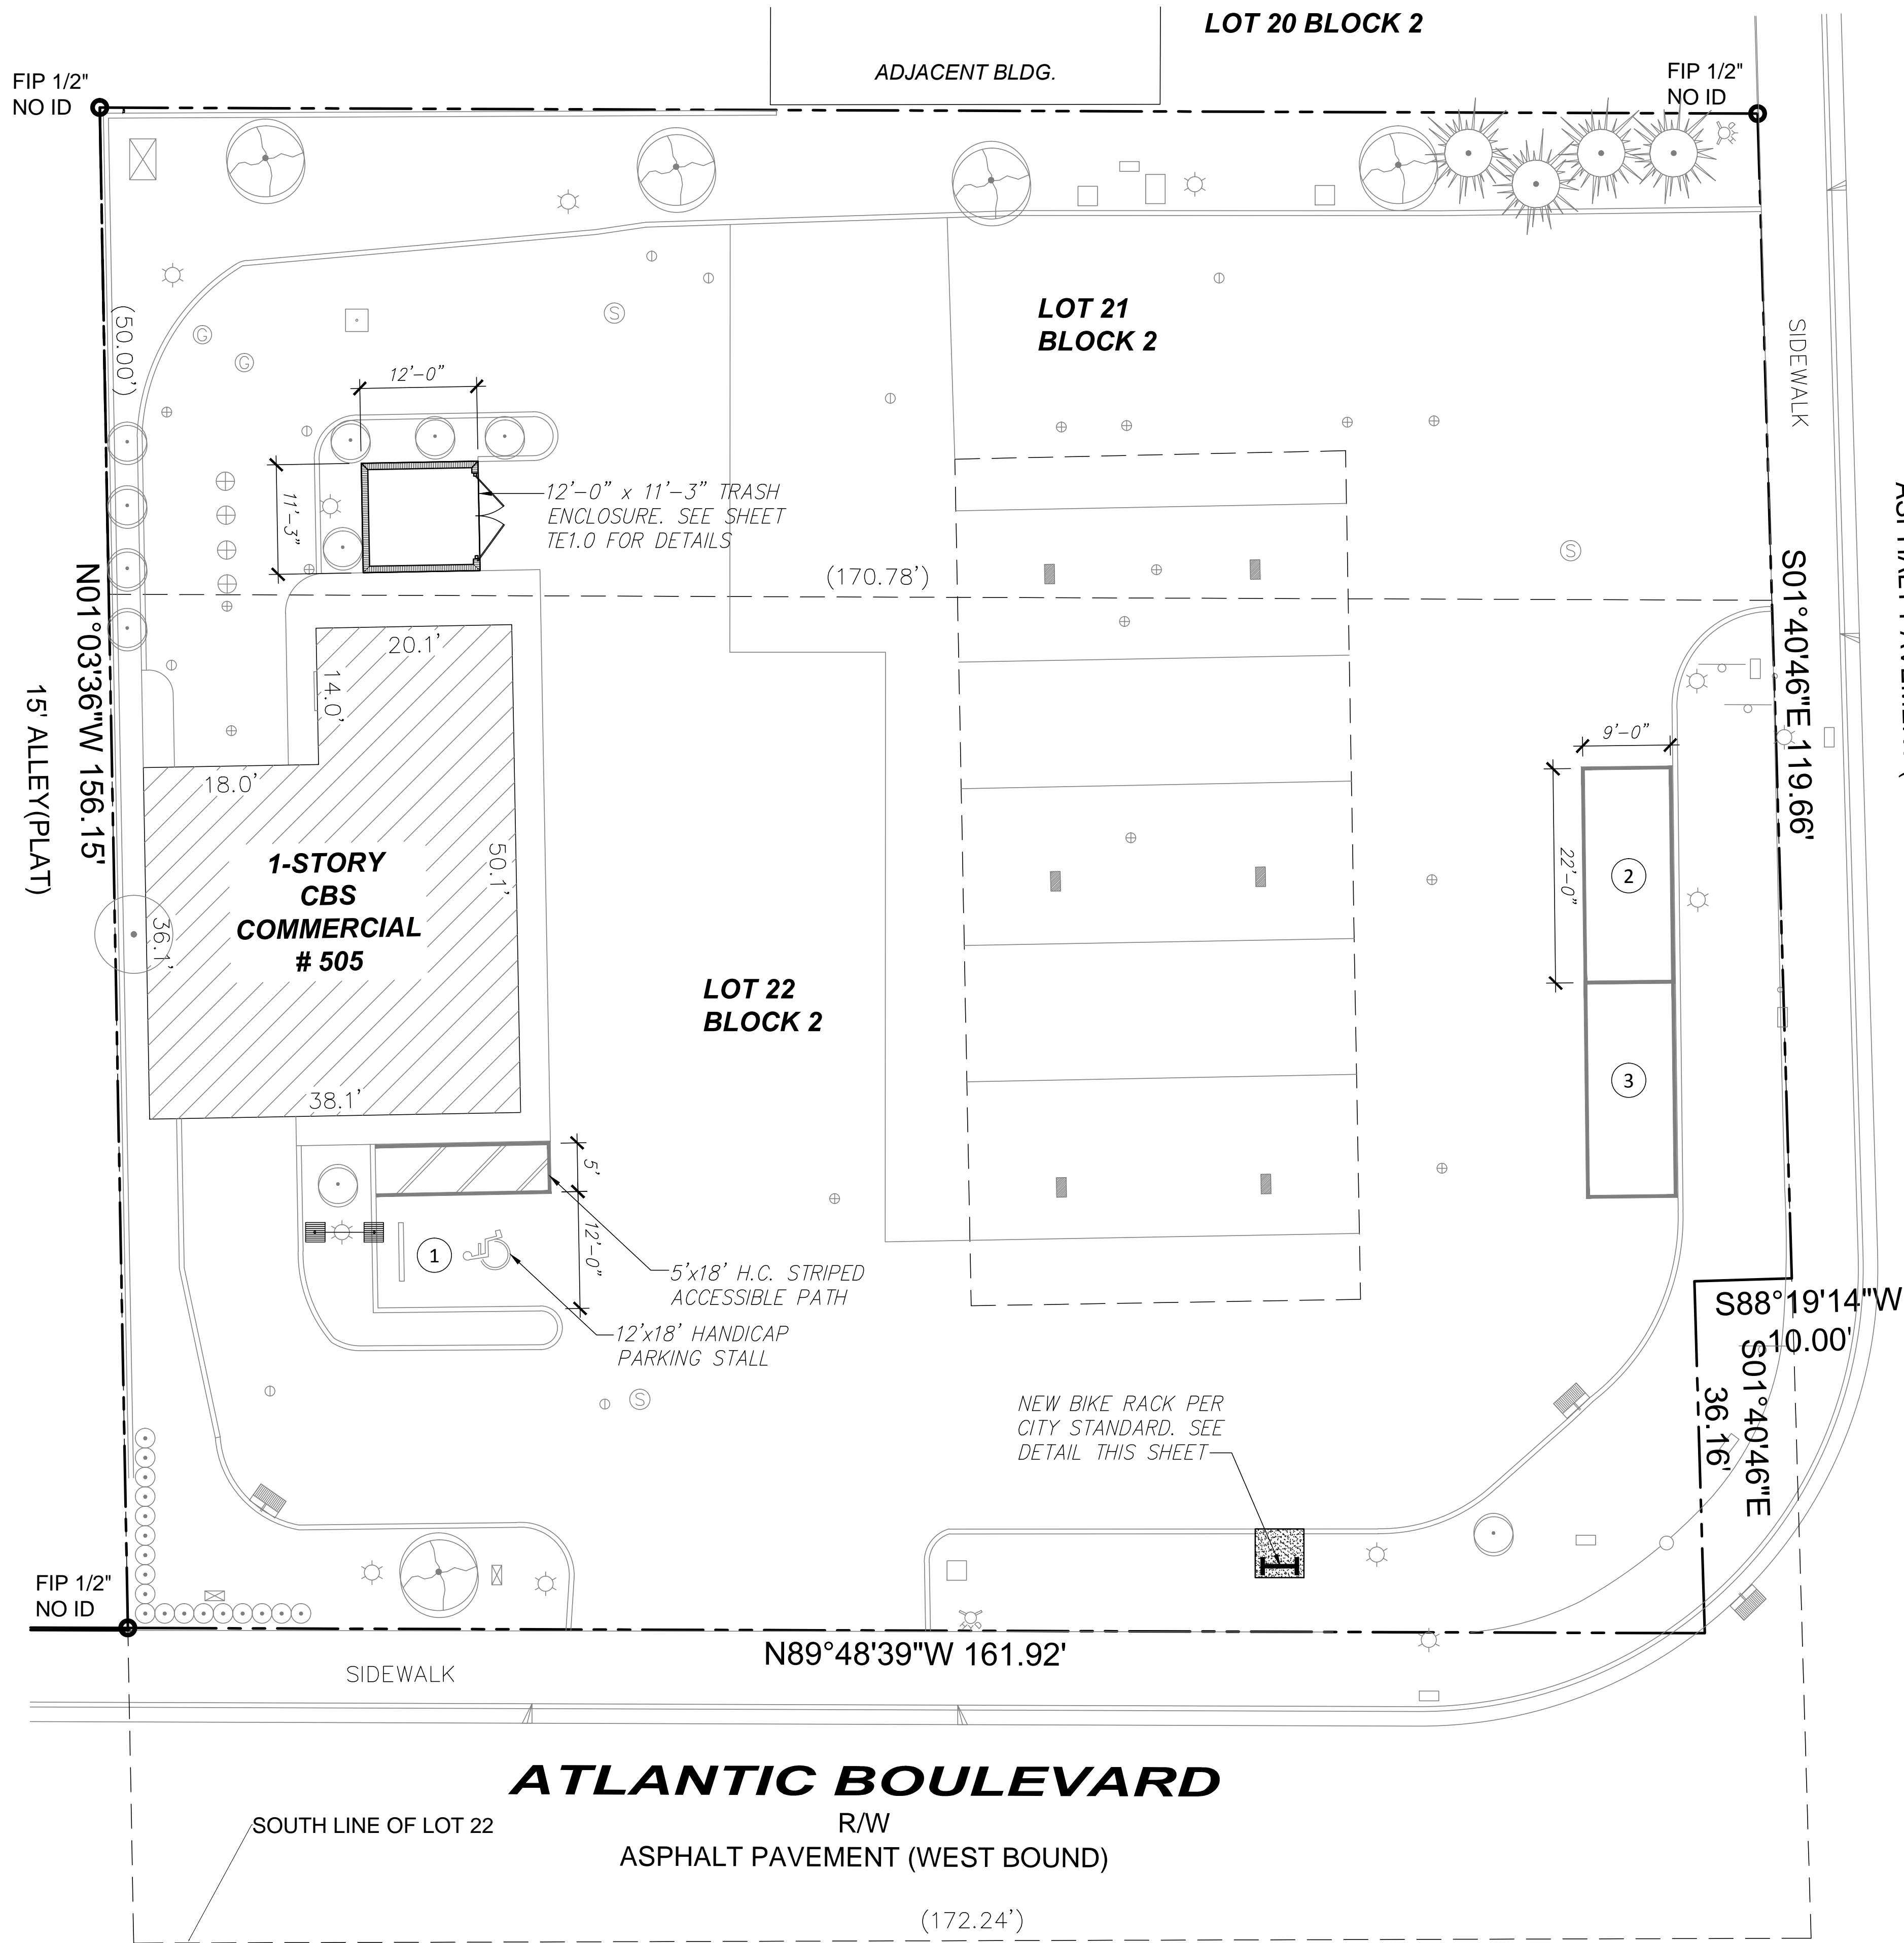 LOT 20 BLOCK 2
ADJACENT BLDG.
FIP 1/2"
NO ID
FIP 1/2"
NO ID
LOT 21
BLOCK 2
(50.00')
SIDEWALK
G
G
S
12'-0"
11'-3"
12'-0" x 11'-3" TRASH
ENCLOSURE. SEE SHEET
TE1.0 FOR DETAILS
S
(170.78')
N01°03'36"W 156.15'
15' ALLEY(PLAT)
S01°40'46"E 119.66'
20.1'
14.0'
18.0'
50.1'
36.1'
38.1'
1-STORY
CBS
COMMERCIAL
# 505
9'-0"
22'-0"
2
3
LOT 22
BLOCK 2
5'
12'-0"
1
5'x18' H.C. STRIPED
ACCESSIBLE PATH
12'x18' HANDICAP
PARKING STALL
S
S88°19'14"W
10.00'
S01°40'46"E
36.16'
NEW BIKE RACK PER
CITY STANDARD. SEE
DETAIL THIS SHEET
FIP 1/2"
NO ID
N89°48'39"W 161.92'
SIDEWALK
ATLANTIC BOULEVARD
R/W
ASPHALT PAVEMENT (WEST BOUND)
SOUTH LINE OF LOT 22
(172.24')